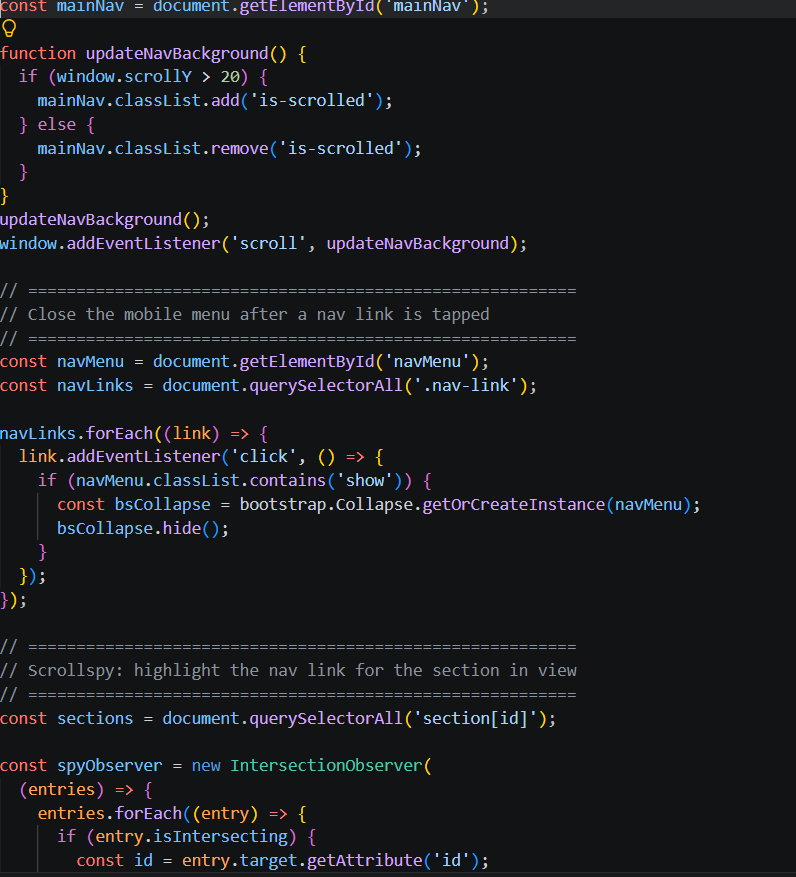 const mainNav = document.getElementById('mainNav');
function updateNavBackground() {
if (window.scrollY > 20) {
mainNav.classList.add('is-scrolled');
} else {
mainNav.classList.remove('is-scrolled');
}
}
updateNavBackground();
window.addEventListener('scroll', updateNavBackground);
// =========================================================
// Close the mobile menu after a nav link is tapped
// =========================================================
const navMenu = document.getElementById('navMenu');
const navLinks = document.querySelectorAll('.nav-link');
navLinks.forEach((link) => {
link.addEventListener('click', () => {
if (navMenu.classList.contains('show')) {
const bsCollapse = bootstrap.Collapse.getOrCreateInstance(navMenu);
bsCollapse.hide();
}
});
});
// =========================================================
// Scrollspy: highlight the nav link for the section in view
// =========================================================
const sections = document.querySelectorAll('section[id]');
const spyObserver = new IntersectionObserver(
(entries) => {
entries.forEach((entry) => {
if (entry.isIntersecting) {
const id = entry.target.getAttribute('id');